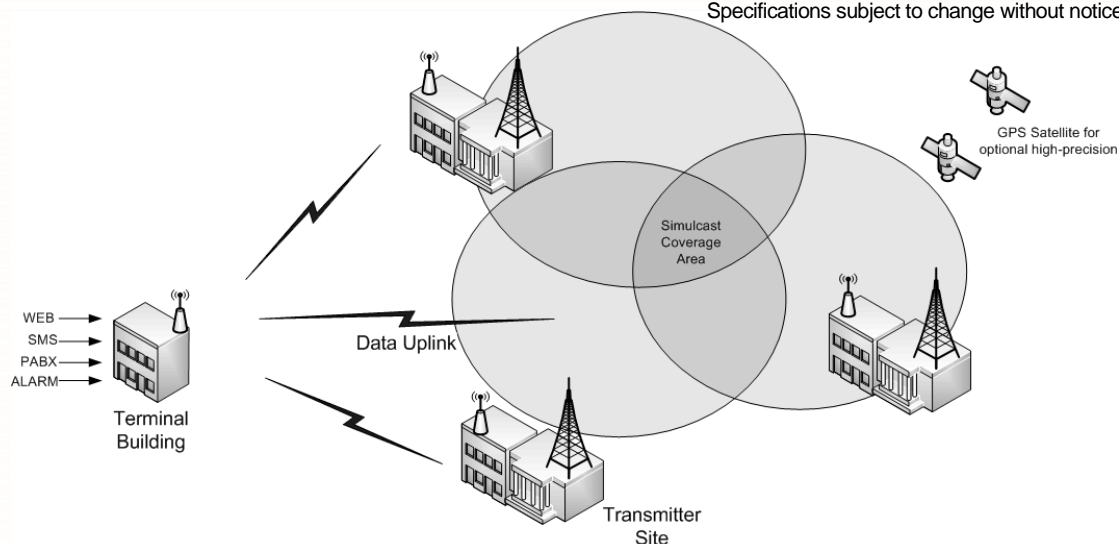 Specifications subject to change without notice
GPS Satellite for
optional high-precision
Simulcast
Coverage
Area
WEB
SMS
PABX
ALARM
Data Uplink
Terminal
Building
Transmitter
Site